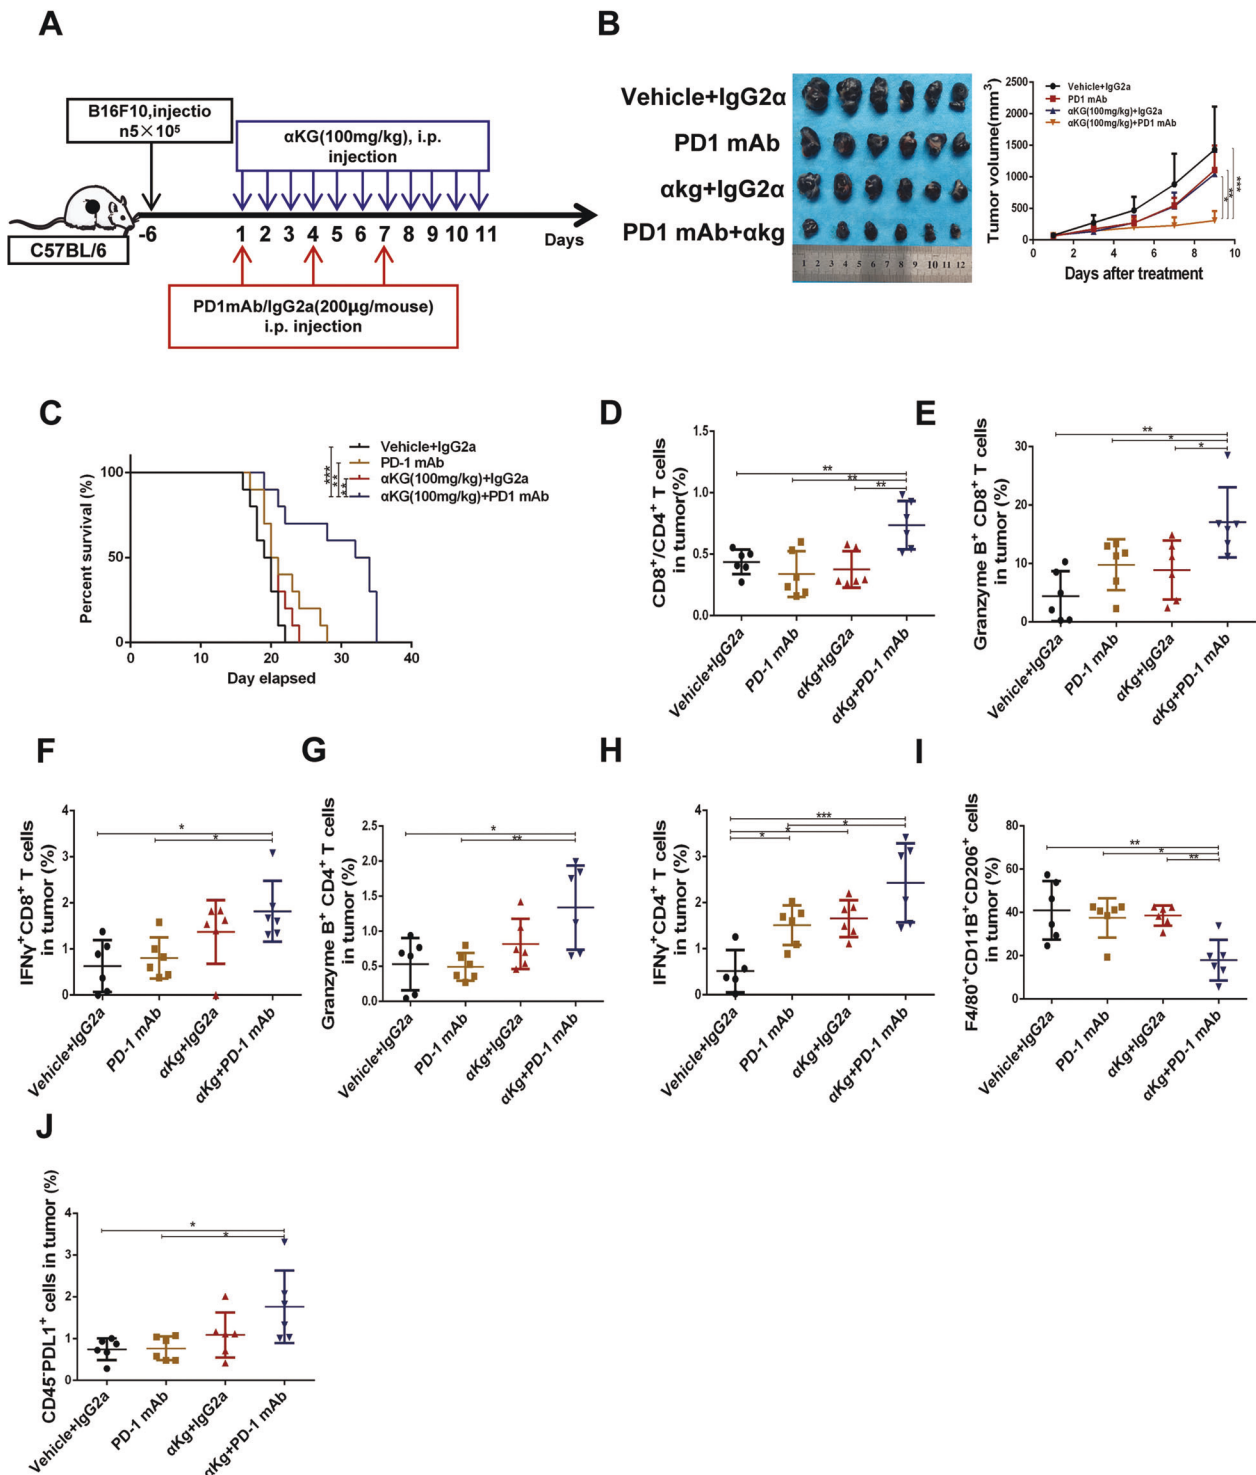 A
B16F10,injectio
n5×10⁵
αKG(100mg/kg), i.p.
injection
C57BL/6
-6 1 2 3 4 5 6 7 8 9 10 11 Days
PD1mAb/IgG2a(200μg/mouse)
i.p. injection
B
Vehicle+IgG2α
PD1 mAb
αkg+IgG2α
PD1 mAb+αkg
1 2 3 4 5 6 7 8 9 10 11 12
Tumor volume(mm³)
2500
2000
1500
1000
500
0
0 2 4 6 8 10
Days after treatment
Vehicle+IgG2a
PD1 mAb
αKG(100mg/kg)+IgG2a
αKG(100mg/kg)+PD1 mAb
*
**
***
C
Percent survival (%)
100
50
0
0 10 20 30 40
Day elapsed
Vehicle+IgG2a
PD-1 mAb
αKG(100mg/kg)+IgG2a
αKG(100mg/kg)+PD1 mAb
***
**
**
D
CD8⁺/CD4⁺ T cells
in tumor(%)
1.5
1.0
0.5
0.0
**
**
**
Vehicle+IgG2a
PD-1 mAb
αKg+IgG2a
αKg+PD-1 mAb
E
Granzyme B⁺ CD8⁺ T cells
in tumor (%)
30
20
10
0
**
*
*
Vehicle+IgG2a
PD-1 mAb
αKg+IgG2a
αKg+PD-1 mAb
F
IFNγ⁺CD8⁺ T cells
in tumor (%)
4
3
2
1
0
*
*
Vehicle+IgG2a
PD-1 mAb
αKg+IgG2a
αKg+PD-1 mAb
G
Granzyme B⁺ CD4⁺ T cells
in tumor (%)
2.5
2.0
1.5
1.0
0.5
0.0
*
**
Vehicle+IgG2a
PD-1 mAb
αKg+IgG2a
αKg+PD-1 mAb
H
IFNγ⁺CD4⁺ T cells
in tumor (%)
4
3
2
1
0
***
*
*
*
Vehicle+IgG2a
PD-1 mAb
αKg+IgG2a
αKg+PD-1 mAb
I
F4/80⁺CD11B⁺CD206⁺ cells
in tumor (%)
80
60
40
20
0
**
*
**
Vehicle+IgG2a
PD-1 mAb
αKg+IgG2a
αKg+PD-1 mAb
J
CD45⁻PDL1⁺ cells in tumor (%)
4
3
2
1
0
*
*
Vehicle+IgG2a
PD-1 mAb
αKg+IgG2a
αKg+PD-1 mAb